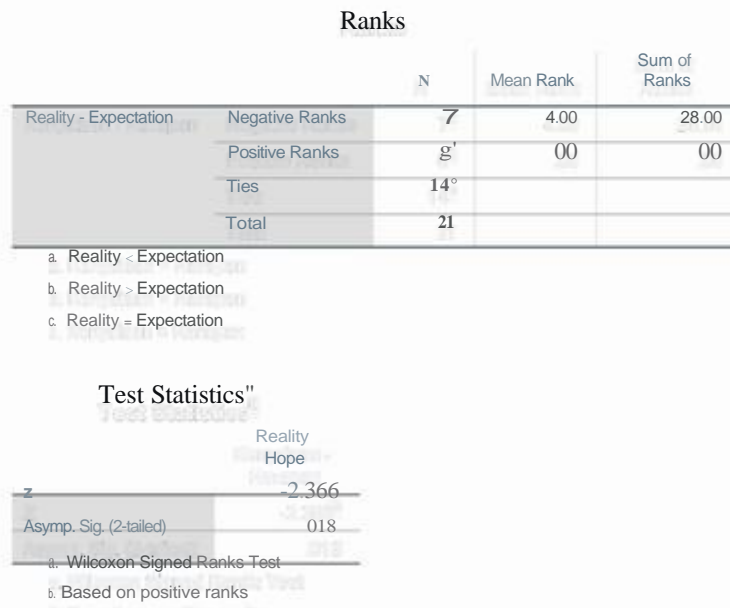 Ranks
N Mean Rank Sum of Ranks
Reality - Expectation Negative Ranks 7 4.00 28.00
Positive Ranks g' 00 00
Ties 14°
Total 21
a. Reality < Expectation
b. Reality > Expectation
c. Reality = Expectation
Test Statistics"
Reality
Hope
z -2.366
Asymp. Sig. (2-tailed) 018
a. Wilcoxon Signed Ranks Test
b. Based on positive ranks